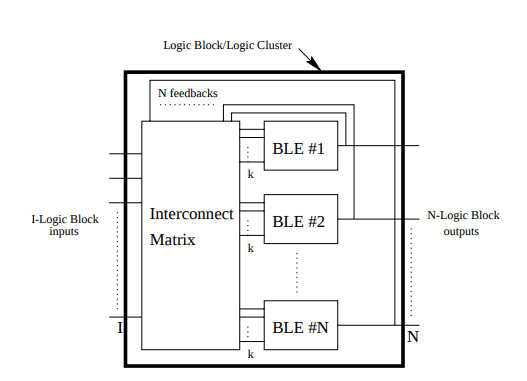 Logic Block/Logic Cluster
N feedbacks
BLE #1
k
I-Logic Block
inputs
Interconnect
Matrix
BLE #2
k
N-Logic Block
outputs
I
BLE #N
N
k